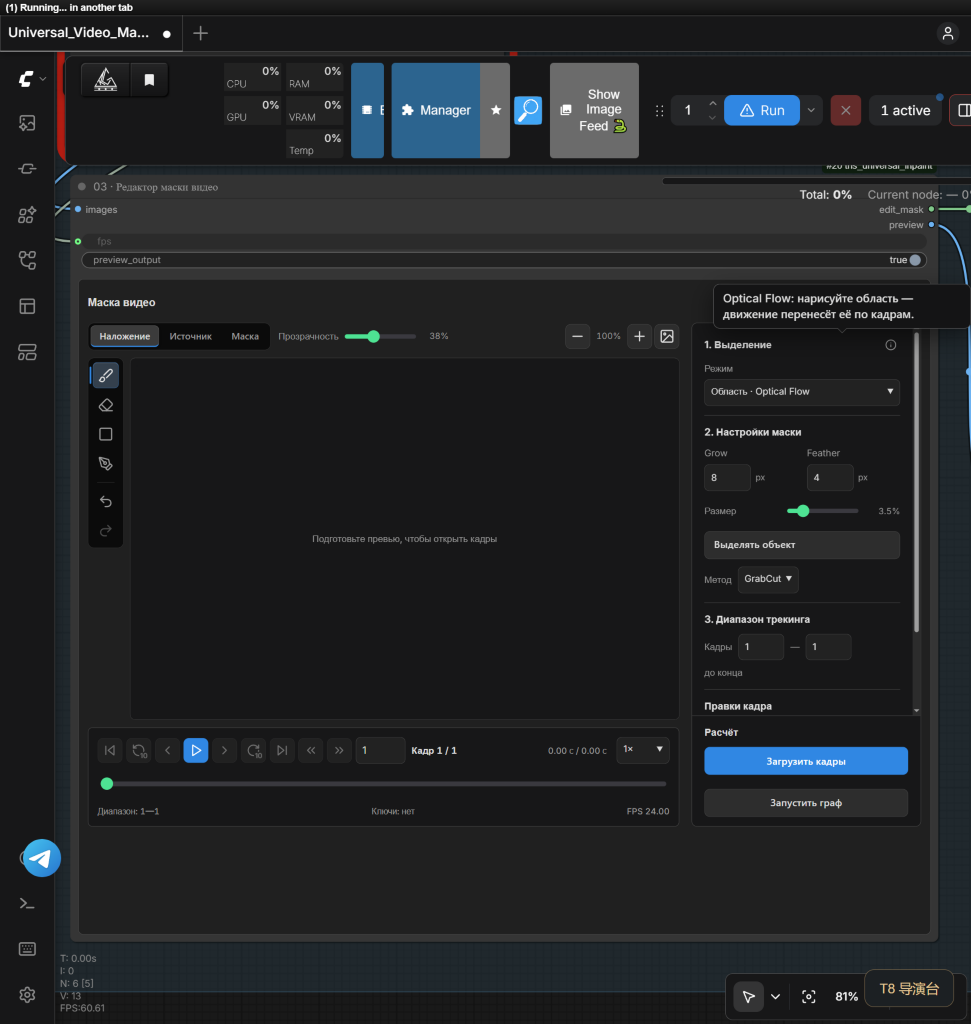 (1) Running... in another tab
Universal_Video_Ma...
CPU 0%
RAM 0%
GPU 0%
VRAM 0%
Temp 0%
Manager
Show Image Feed
1
Run
1 active
#20 ths_universal_inpaint
03 · Редактор маски видео
Total: 0% Current node: — 0%
images
edit_mask
preview
fps
preview_output
true
Optical Flow: нарисуйте область —
движение перенесёт её по кадрам.
Маска видео
Наложение
Источник
Маска
Прозрачность
38%
100%
Подготовьте превью, чтобы открыть кадры
1. Выделение
Режим
Область · Optical Flow
2. Настройки маски
Grow
Feather
8 px
4 px
Размер
3.5%
Выделять объект
Метод
GrabCut
3. Диапазон трекинга
Кадры 1 — 1
до конца
Правки кадра
Расчёт
Загрузить кадры
Запустить граф
10
10
1
Кадр 1 / 1
0.00 с / 0.00 с
1×
Диапазон: 1—1
Ключи: нет
FPS 24.00
T: 0.00s
I: 0
N: 6 [5]
V: 13
FPS:60.61
81%
T8 导演台